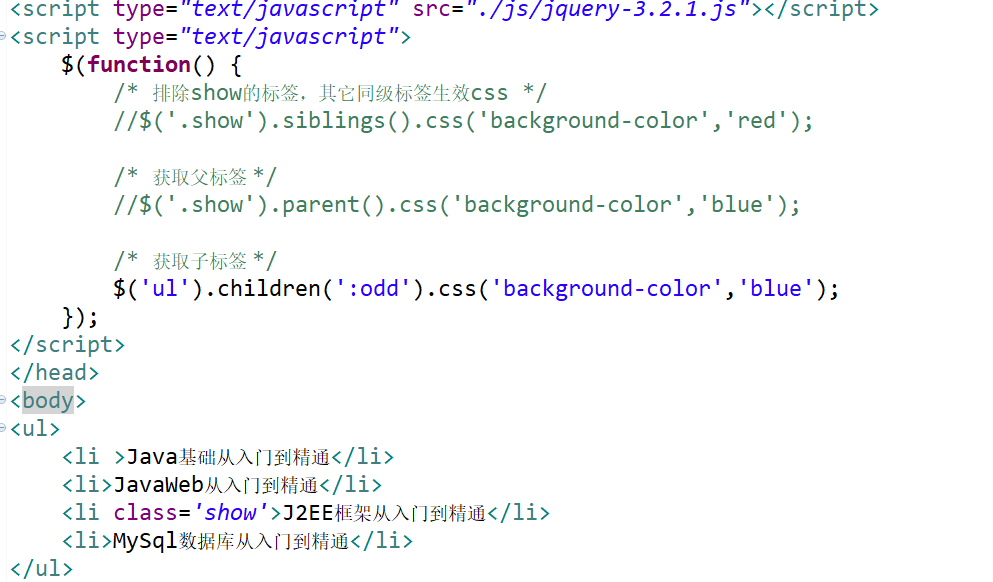 <script type="text/javascript" src="./js/jquery-3.2.1.js"></script>
<script type="text/javascript">
    $(function() {
        /* 排除show的标签，其它同级标签生效css */
        //$('.show').siblings().css('background-color','red');

        /* 获取父标签 */
        //$('.show').parent().css('background-color','blue');

        /* 获取子标签 */
        $('ul').children(':odd').css('background-color','blue');
    });
</script>
</head>
<body>
<ul>
    <li >Java基础从入门到精通</li>
    <li>JavaWeb从入门到精通</li>
    <li class='show'>J2EE框架从入门到精通</li>
    <li>MySql数据库从入门到精通</li>
</ul>